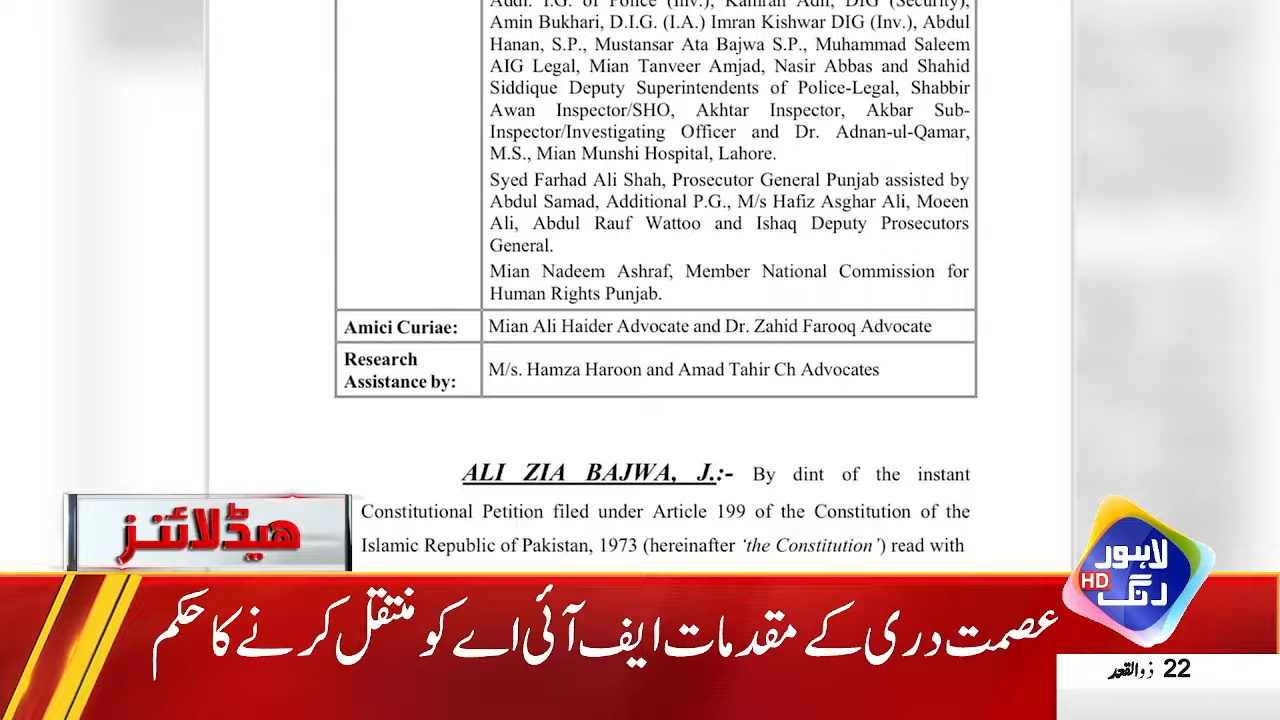 Addl. I.G. of Police (Inv.), Kamran Adil, DIG (Security),
Amin Bukhari, D.I.G. (I.A.) Imran Kishwar DIG (Inv.), Abdul
Hanan, S.P., Mustansar Ata Bajwa S.P., Muhammad Saleem
AIG Legal, Mian Tanveer Amjad, Nasir Abbas and Shahid
Siddique Deputy Superintendents of Police-Legal, Shabbir
Awan Inspector/SHO, Akhtar Inspector, Akbar Sub-
Inspector/Investigating Officer and Dr. Adnan-ul-Qamar,
M.S., Mian Munshi Hospital, Lahore.
Syed Farhad Ali Shah, Prosecutor General Punjab assisted by
Abdul Samad, Additional P.G., M/s Hafiz Asghar Ali, Moeen
Ali, Abdul Rauf Wattoo and Ishaq Deputy Prosecutors
General.
Mian Nadeem Ashraf, Member National Commission for
Human Rights Punjab.
Amici Curiae: Mian Ali Haider Advocate and Dr. Zahid Farooq Advocate
Research
Assistance by: M/s. Hamza Haroon and Amad Tahir Ch Advocates
ALI ZIA BAJWA, J.:- By dint of the instant
Constitutional Petition filed under Article 199 of the Constitution of the
Islamic Republic of Pakistan, 1973 (hereinafter ‘the Constitution’) read with
ہیڈلائنز
لاہور
HD رنگ
عصمت دری کے مقدمات ایف آئی اے کو منتقل کرنے کا حکم
22 ذوالقعد